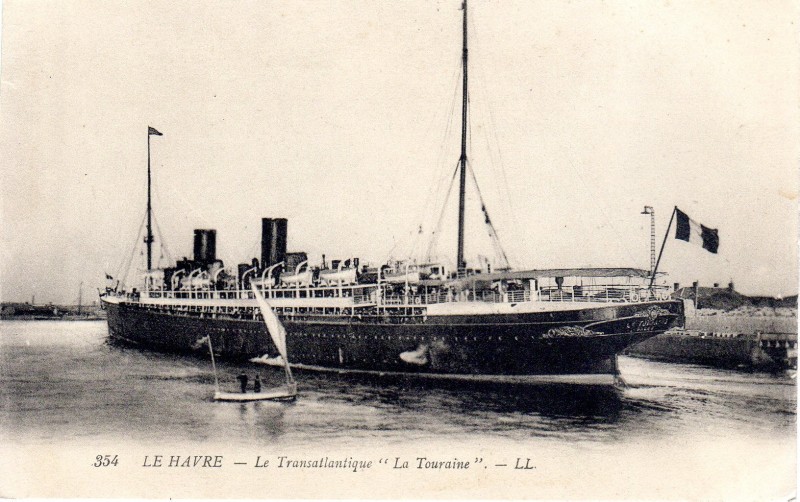 354 LE HAVRE — Le Transatlantique “ La Touraine ”. — LL.